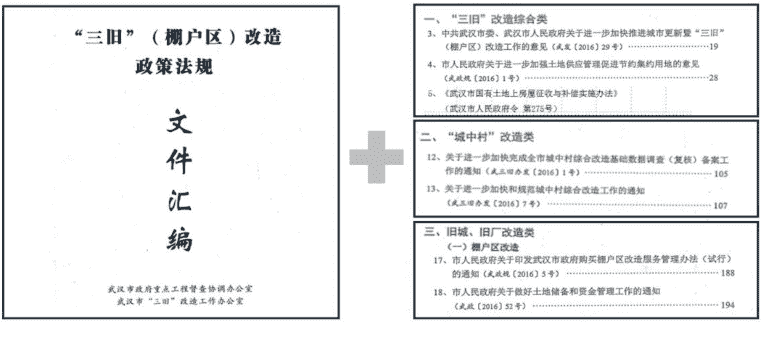 “三旧”（棚户区）改造
政策法规
文
件
汇
编
武汉市政府重点工程督查协调办公室
武汉市“三旧”改造工作办公室
一、“三旧”改造综合类
3、中共武汉市委、武汉市人民政府关于进一步加快推进城市更新暨“三旧”
（棚户区）改造工作的意见（武发〔2016〕29号）……19
4、市人民政府关于进一步加强土地供应管理促进节约集约用地的意见
（武政规〔2016〕1号）……28
5、《武汉市国有土地上房屋征收与补偿实施办法》
（武汉市人民政府令 第275号）
二、“城中村”改造类
12、关于进一步加快完成全市城中村综合改造基础数据调查（复核）备案工
作的通知（武三旧办发〔2016〕1号）……105
13、关于进一步加快和规范城中村综合改造工作的通知
（武三旧办发〔2016〕7号）……107
三、旧城、旧厂改造类
（一）棚户区改造
17、市人民政府关于印发武汉市政府购买棚户区改造服务管理办法（试行）
的通知（武政规〔2016〕5号）……188
18、市人民政府关于做好土地储备和资金管理工作的通知
（武政〔2016〕52号）……194